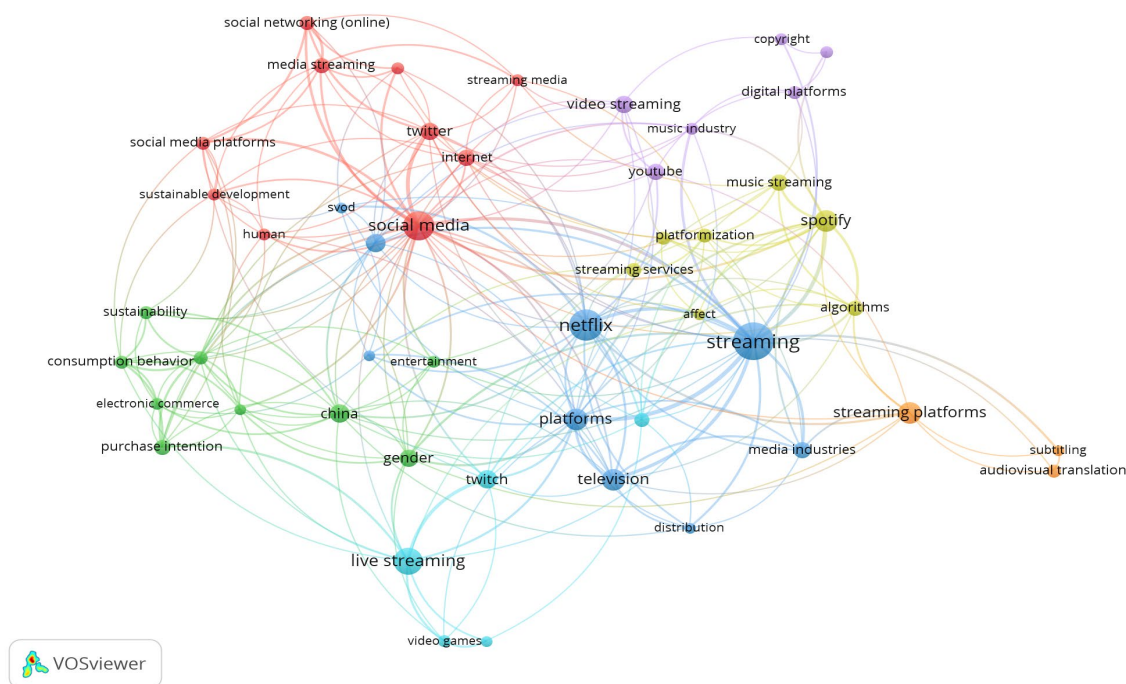 social networking (online)
copyright
media streaming
streaming media
digital platforms
video streaming
twitter
music industry
social media platforms
internet
youtube
music streaming
sustainable development
svod
social media
spotify
human
platformization
streaming services
sustainability
algorithms
affect
netflix
streaming
consumption behavior
entertainment
electronic commerce
china
platforms
streaming platforms
purchase intention
gender
media industries
subtitling
audiovisual translation
twitch
television
distribution
live streaming
video games
VOSviewer